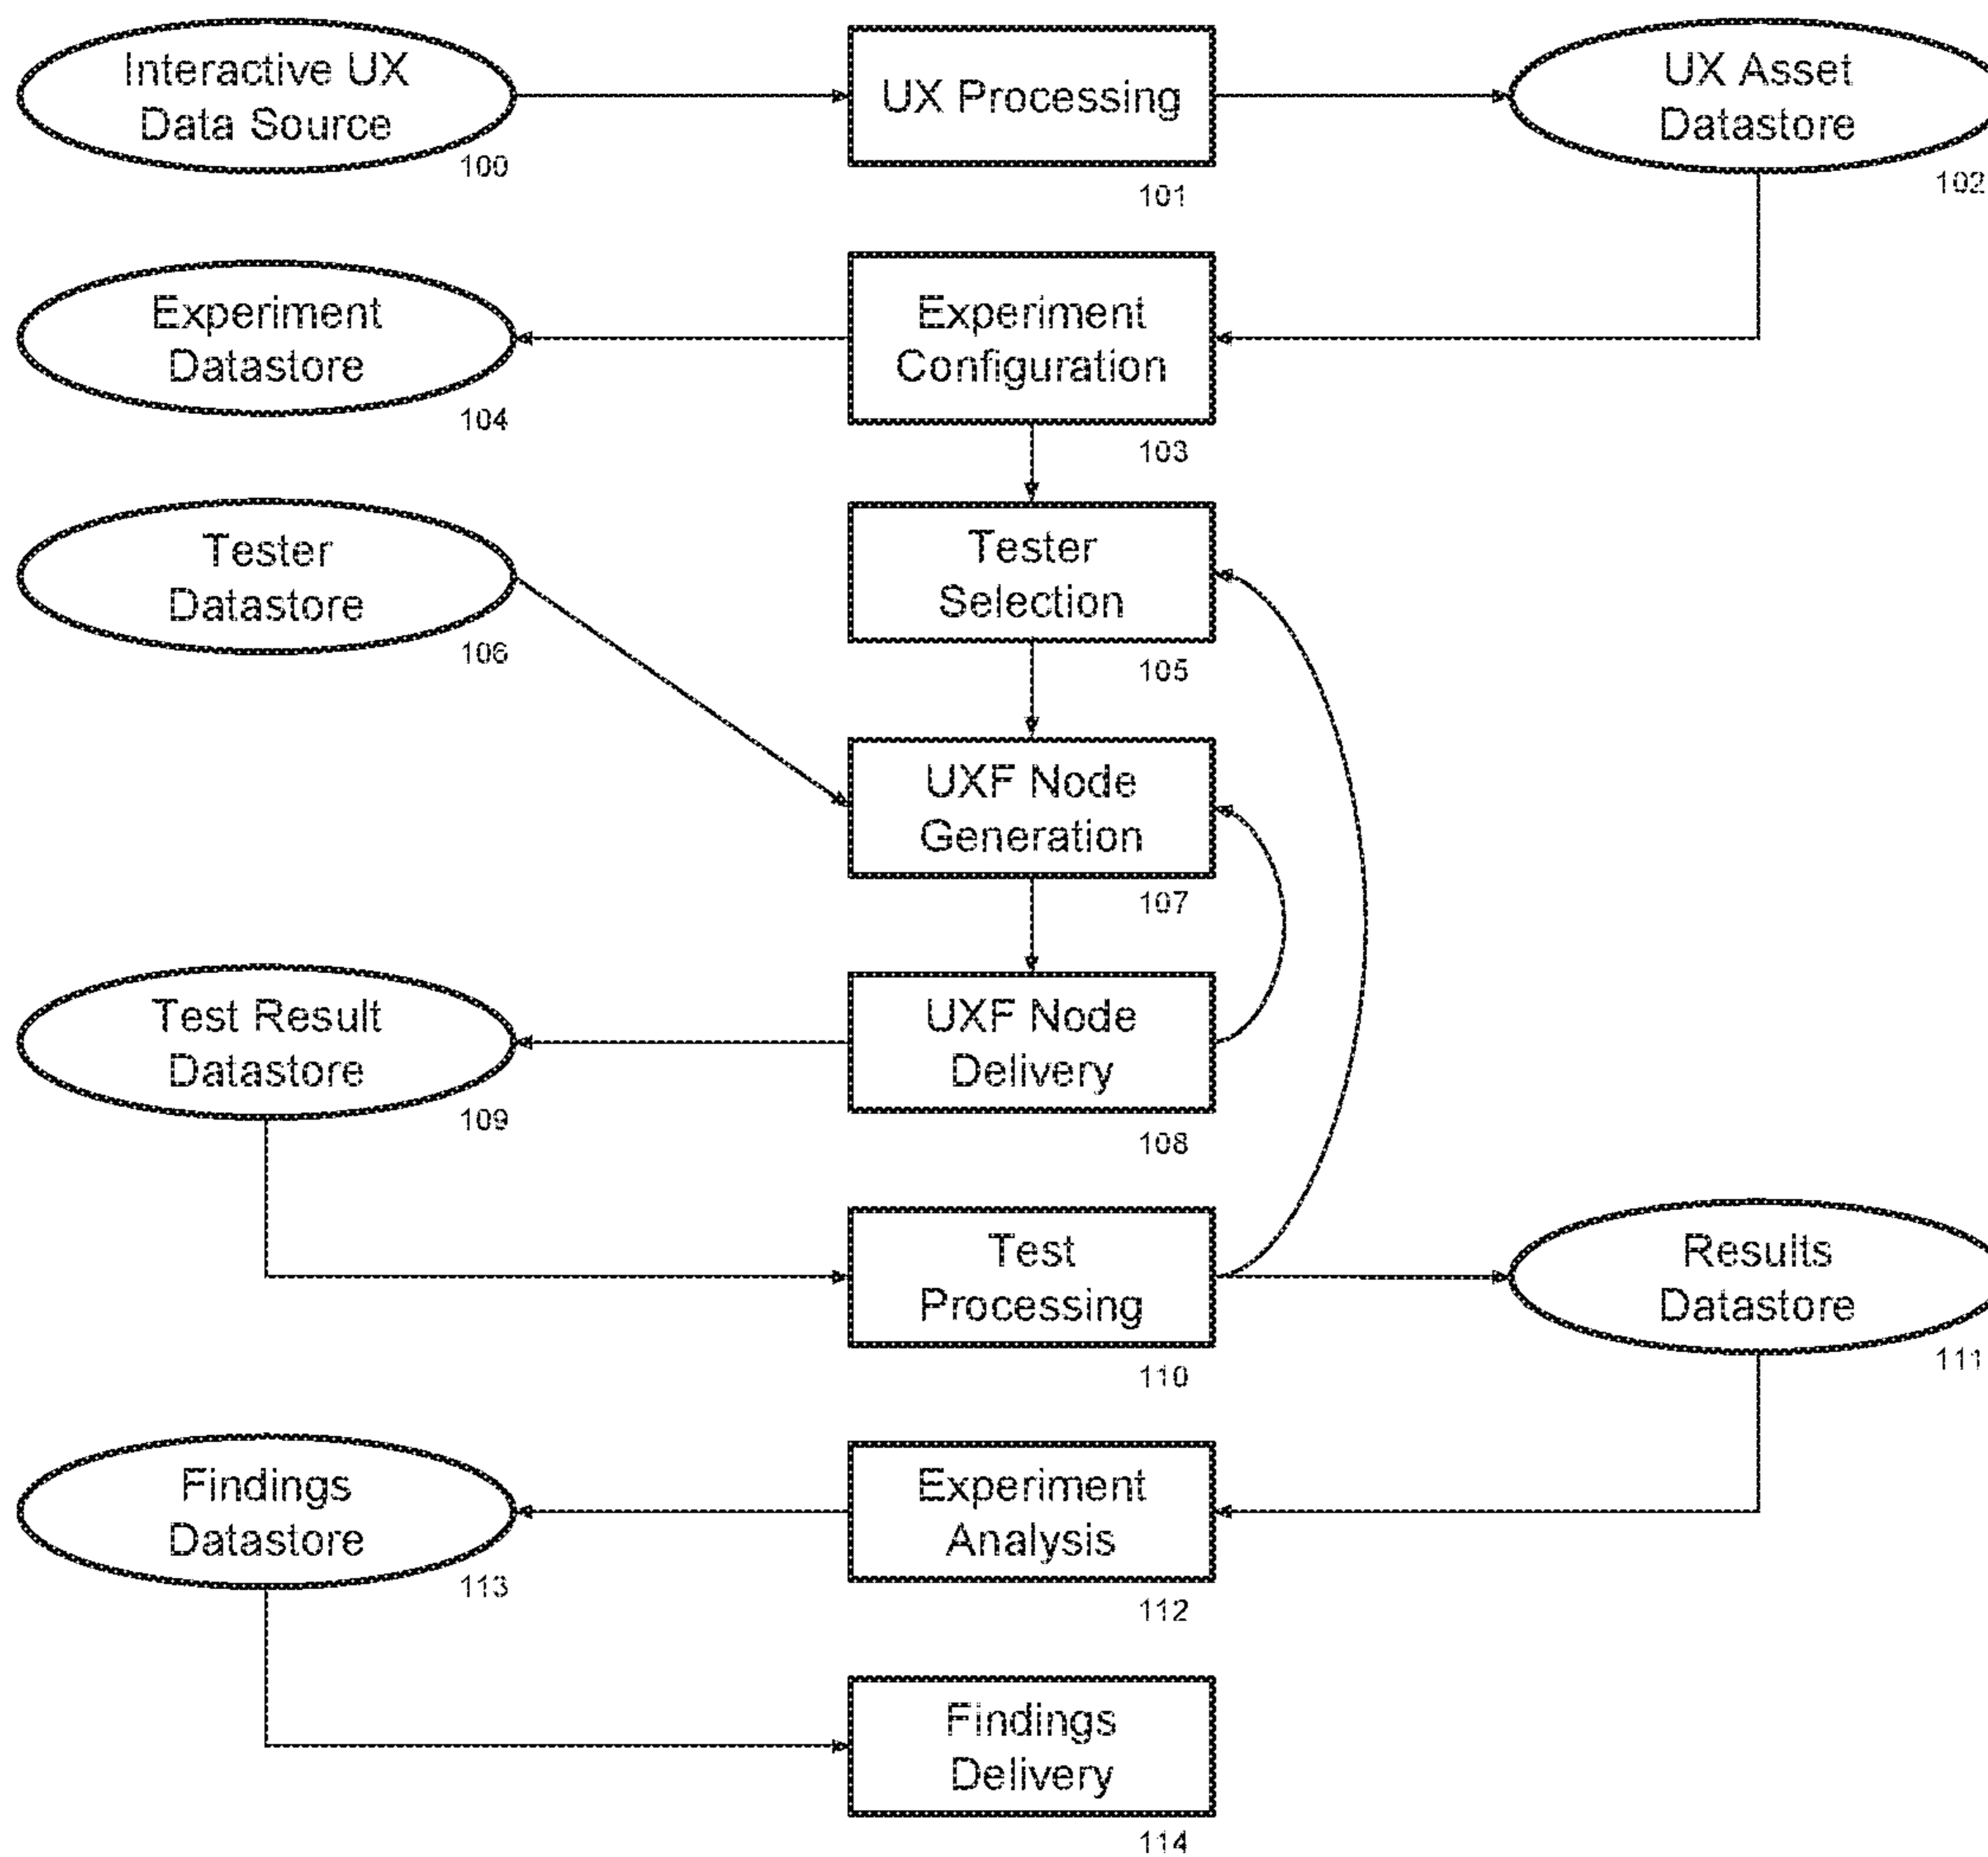 Interactive UX
Data Source
100
UX Processing
101
UX Asset
Datastore
102
Experiment
Datastore
104
Experiment
Configuration
103
Tester
Datastore
106
Tester
Selection
105
UXF Node
Generation
107
Test Result
Datastore
109
UXF Node
Delivery
108
Test
Processing
110
Results
Datastore
111
Findings
Datastore
113
Experiment
Analysis
112
Findings
Delivery
114